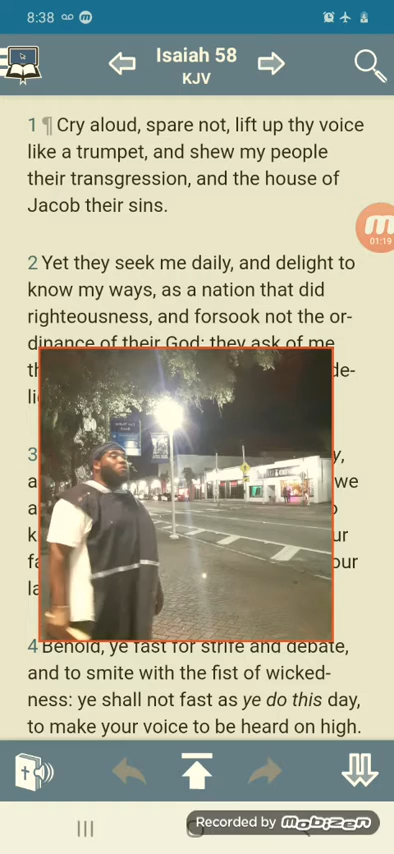 8:38
Isaiah 58
KJV
1 ¶ Cry aloud, spare not, lift up thy voice
like a trumpet, and shew my people
their transgression, and the house of
Jacob their sins.
01:19
2 Yet they seek me daily, and delight to
know my ways, as a nation that did
righteousness, and forsook not the or-
dinance of their God: they ask of me
de-
3
we
4 Behold, ye fast for strife and debate,
and to smite with the fist of wicked-
ness: ye shall not fast as ye do this day,
to make your voice to be heard on high.
Recorded by mobizen